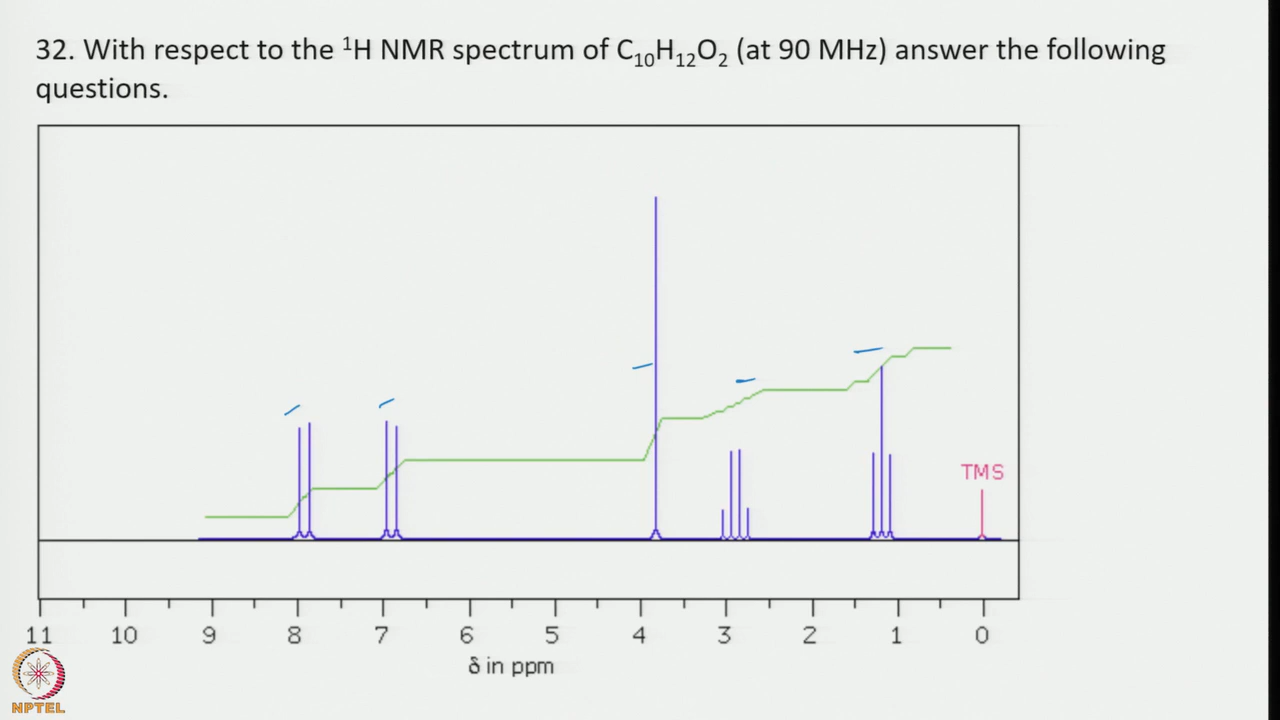 32. With respect to the ¹H NMR spectrum of C₁₀H₁₂O₂ (at 90 MHz) answer the following
questions.
TMS
11 10 9 8 7 6 5 4 3 2 1 0
δ in ppm
NPTEL